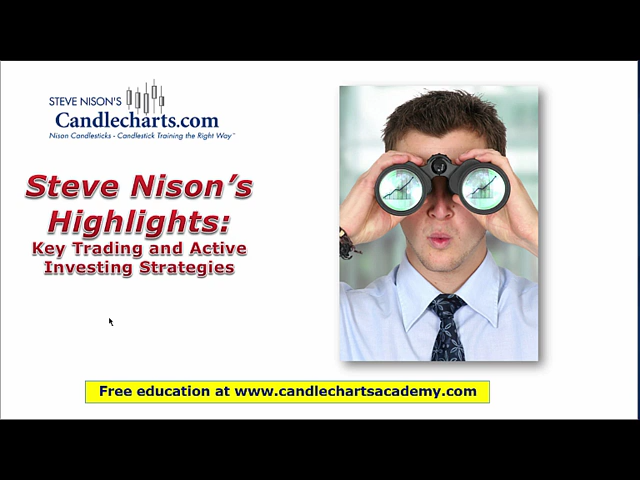 STEVE NISON'S
Candlecharts.com
Nison Candlesticks - Candlestick Training the Right Way™
Steve Nison's
Highlights:
Key Trading and Active
Investing Strategies
Free education at www.candlechartsacademy.com